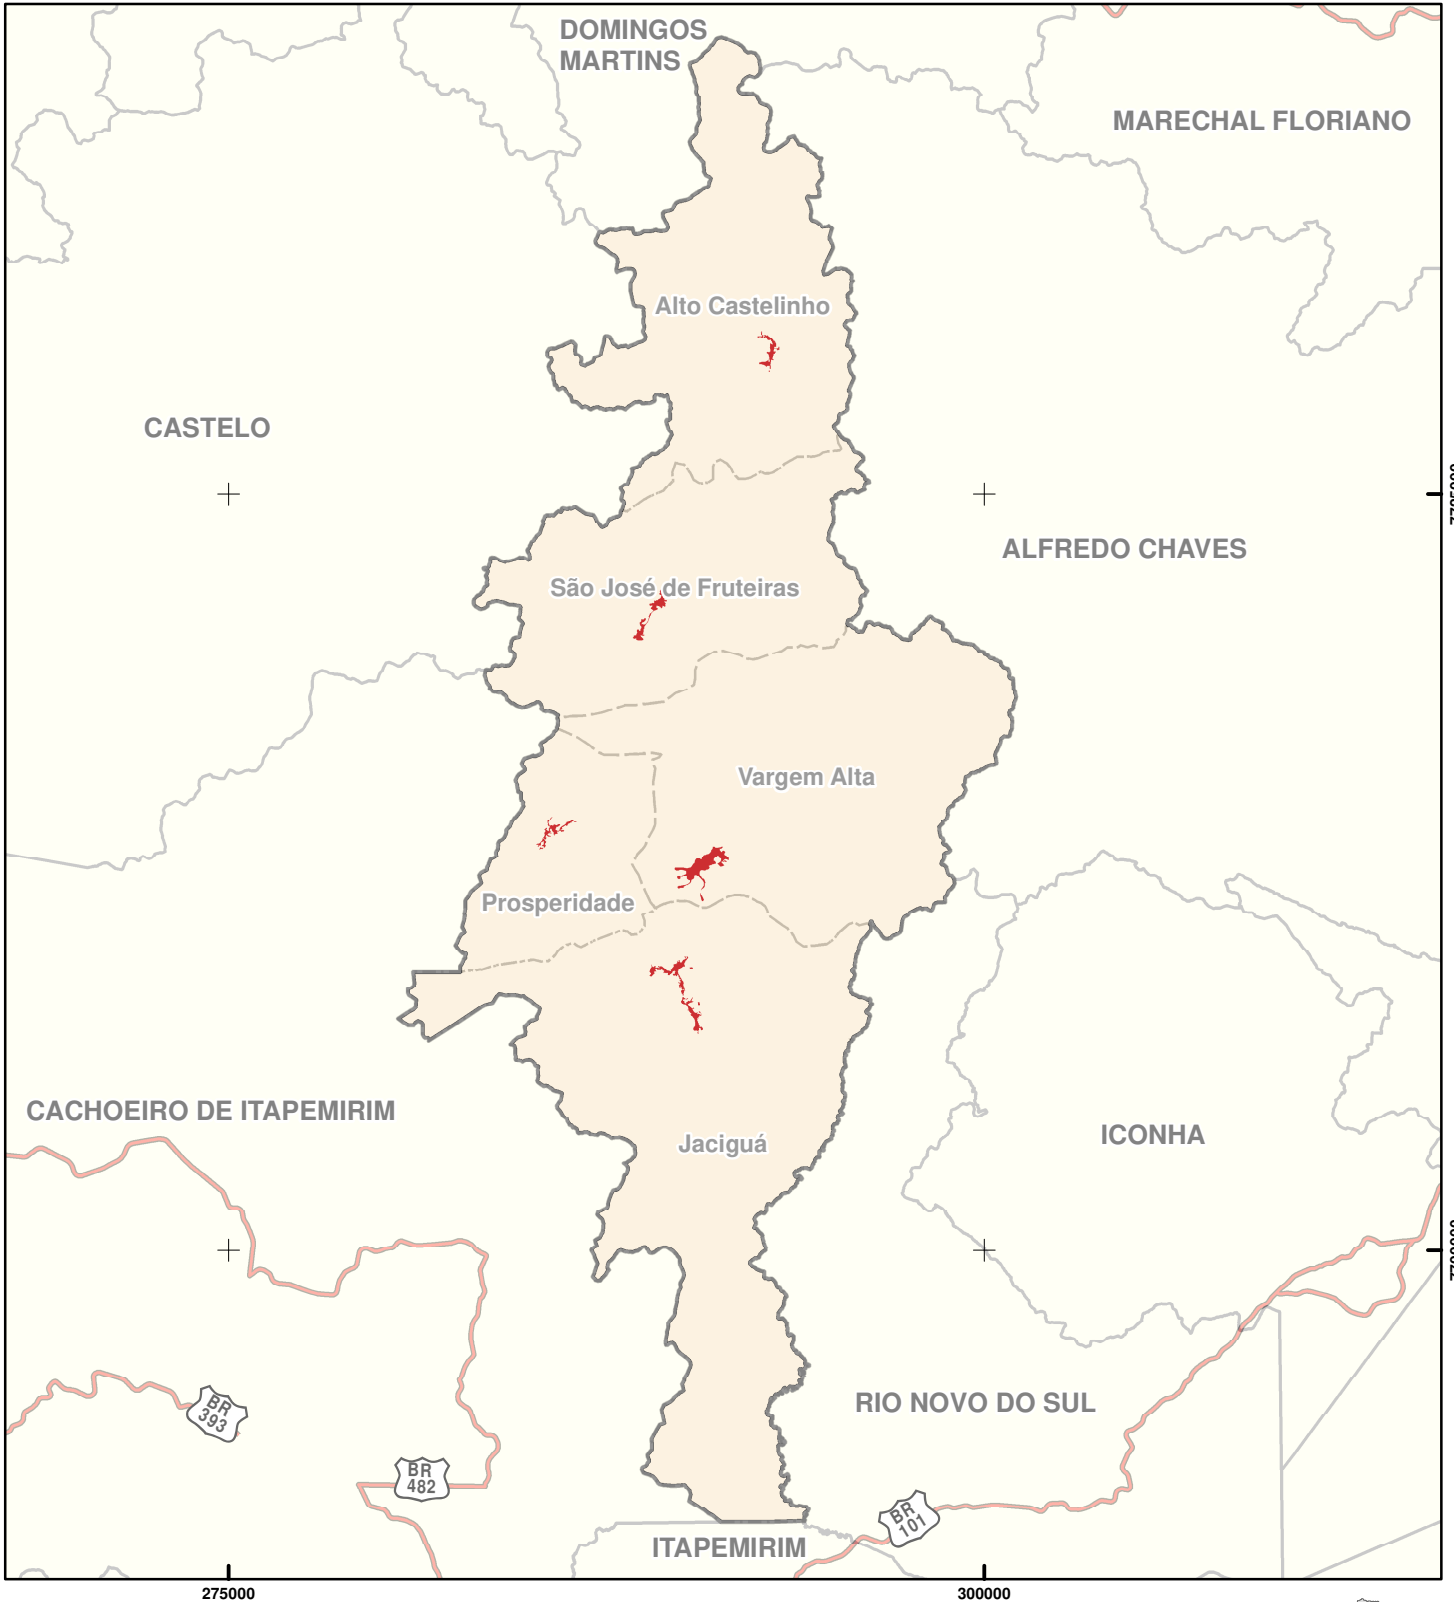 DOMINGOS
MARTINS
MARECHAL FLORIANO
Alto Castelinho
CASTELO
ALFREDO CHAVES
São José de Fruteiras
Vargem Alta
Prosperidade
CACHOEIRO DE ITAPEMIRIM
ICONHA
Jaciguá
RIO NOVO DO SUL
BR
393
BR
482
BR
101
ITAPEMIRIM
275000
300000